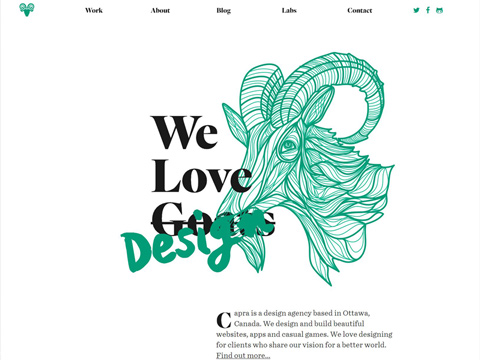 Work
About
Blog
Labs
Contact
We
Love
Goats
Design
Capra is a design agency based in Ottawa,
Canada. We design and build beautiful
websites, apps and casual games. We love designing
for clients who share our vision for a better world.
Find out more...